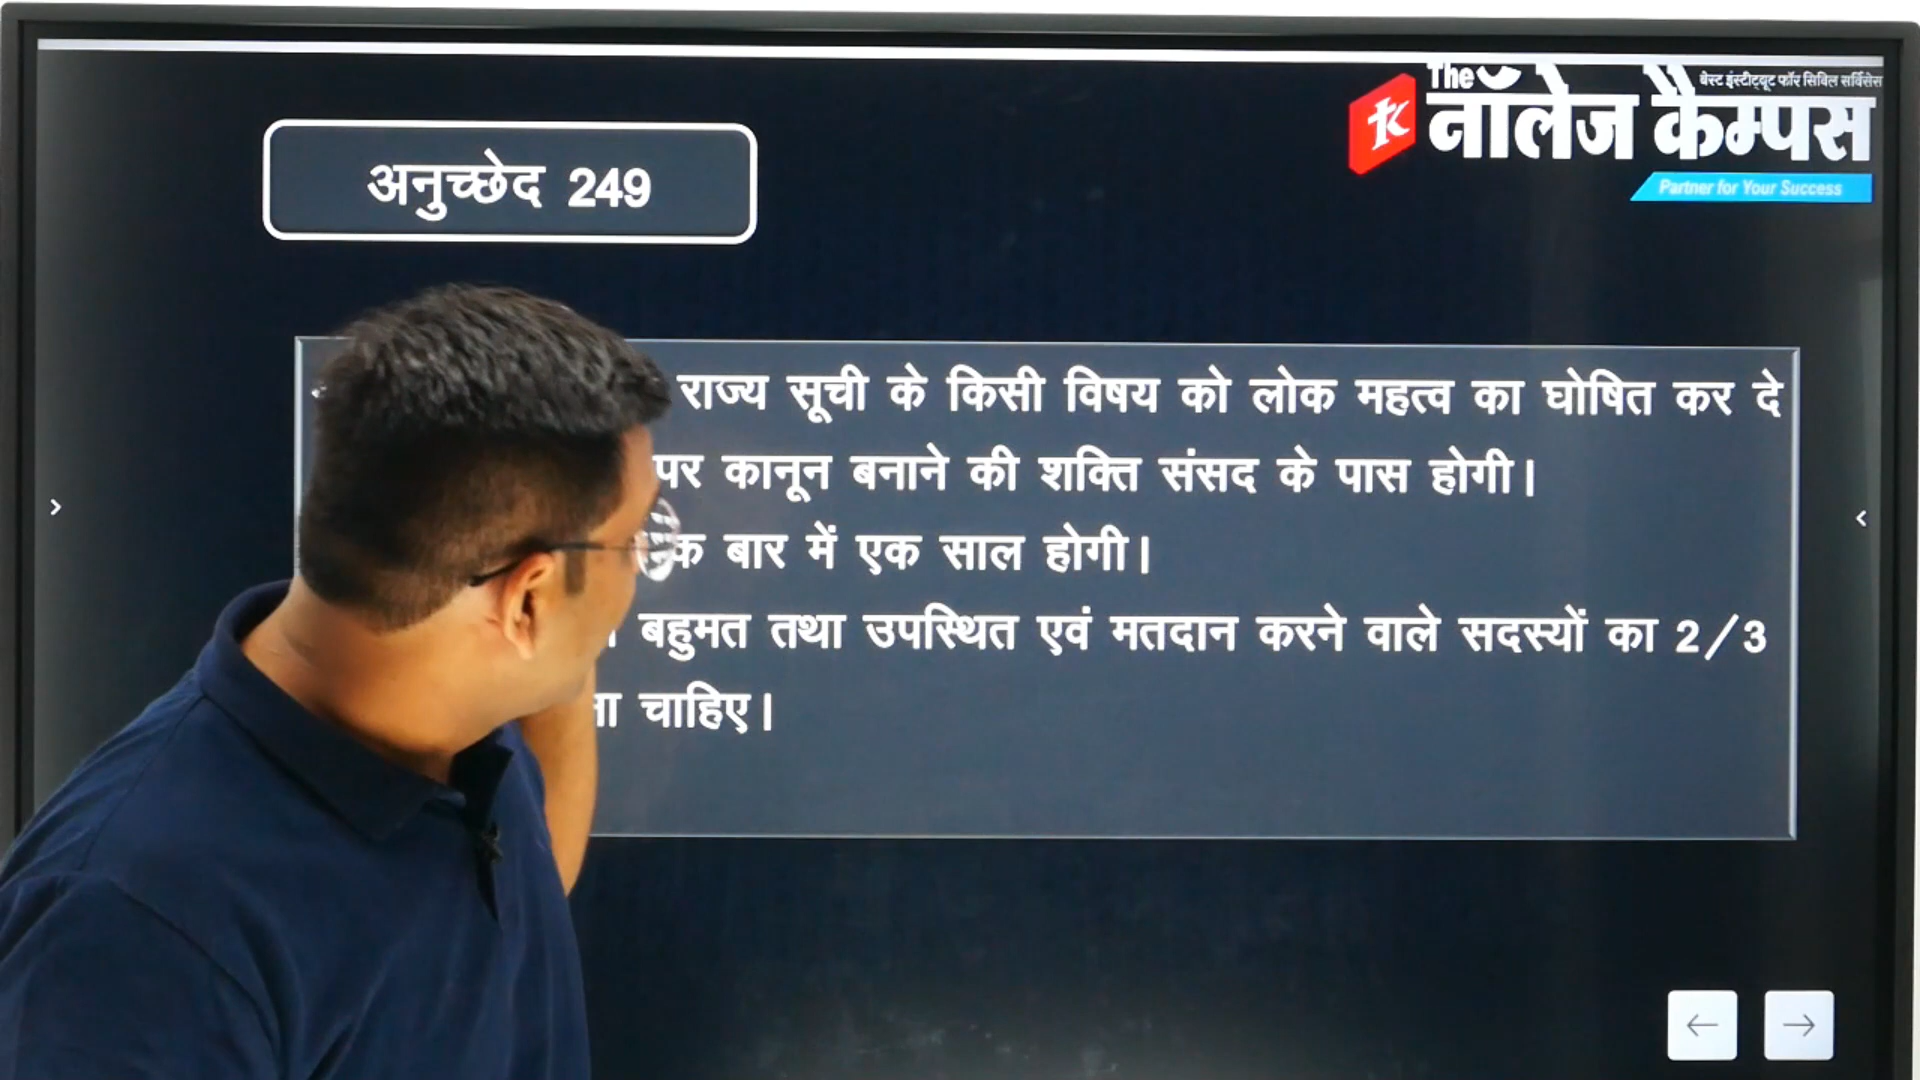 The
बेस्ट इंस्टीट्यूट फॉर सिविल सर्विसेस
नॉलेज कैम्पस
Partner for Your Success
अनुच्छेद 249
राज्य सूची के किसी विषय को लोक महत्व का घोषित कर दे
पर कानून बनाने की शक्ति संसद के पास होगी।
बार में एक साल होगी।
बहुमत तथा उपस्थित एवं मतदान करने वाले सदस्यों का 2/3
चाहिए।